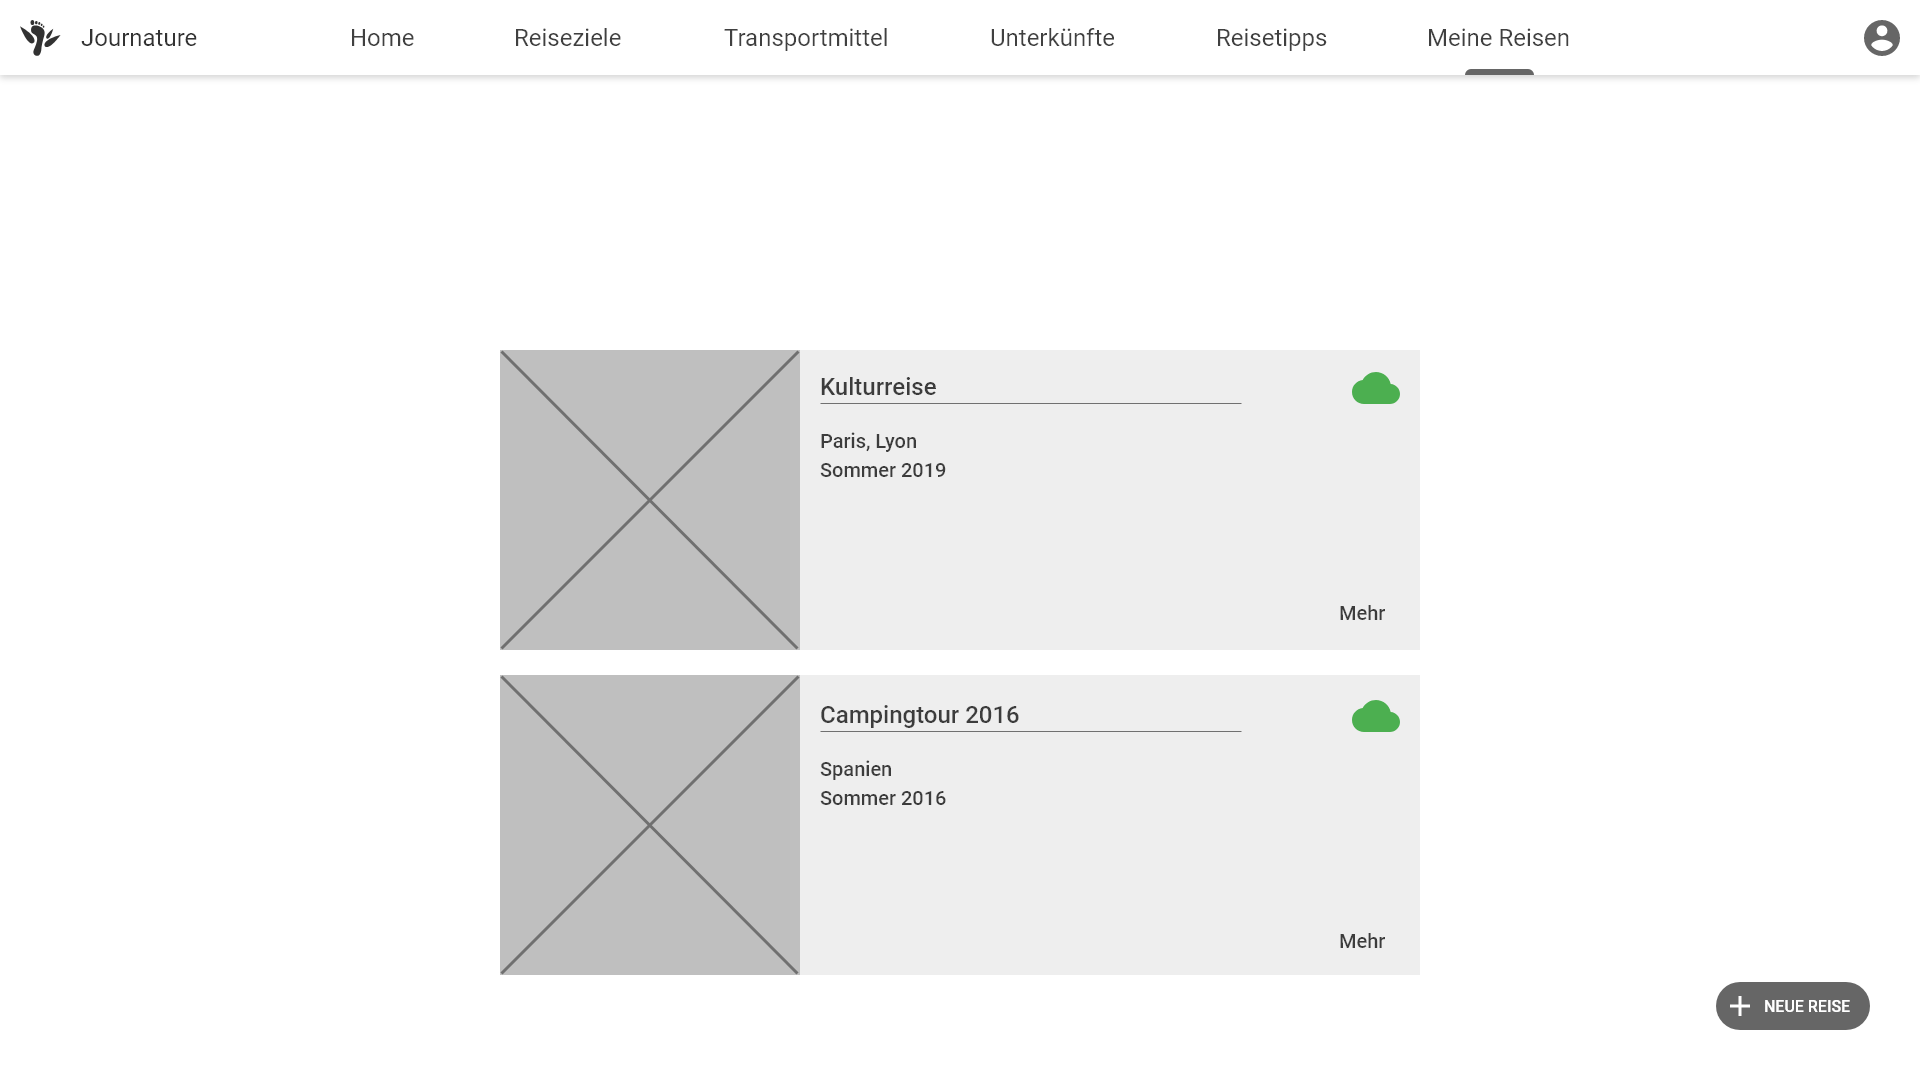 Journature
Home
Reiseziele
Transportmittel
Unterkünfte
Reisetipps
Meine Reisen
Kulturreise
Paris, Lyon
Sommer 2019
Mehr
Campingtour 2016
Spanien
Sommer 2016
Mehr
NEUE REISE